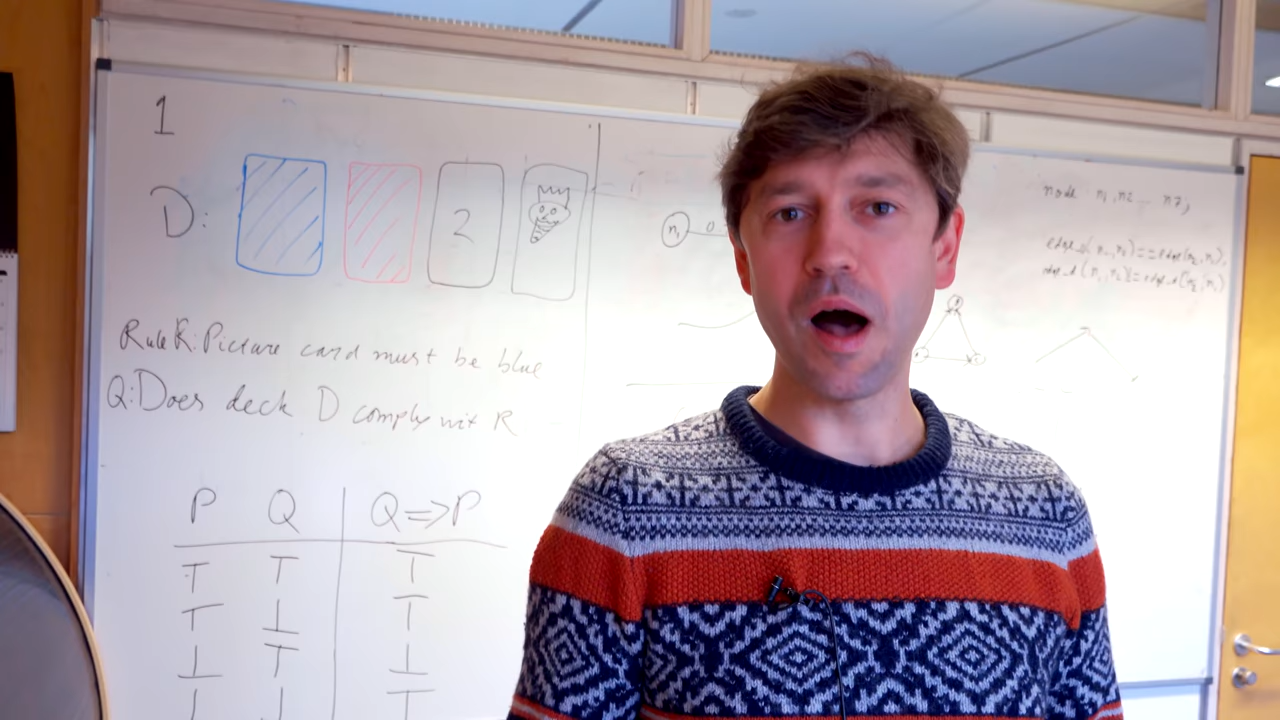 1
D:
2
Rule R: Picture card must be blue
Q: Does deck D comply wit R
P Q Q => P
T T T
T ⊥ T
⊥ T ⊥
⊥ ⊥ T
n1
node n1, n2 ... n7;